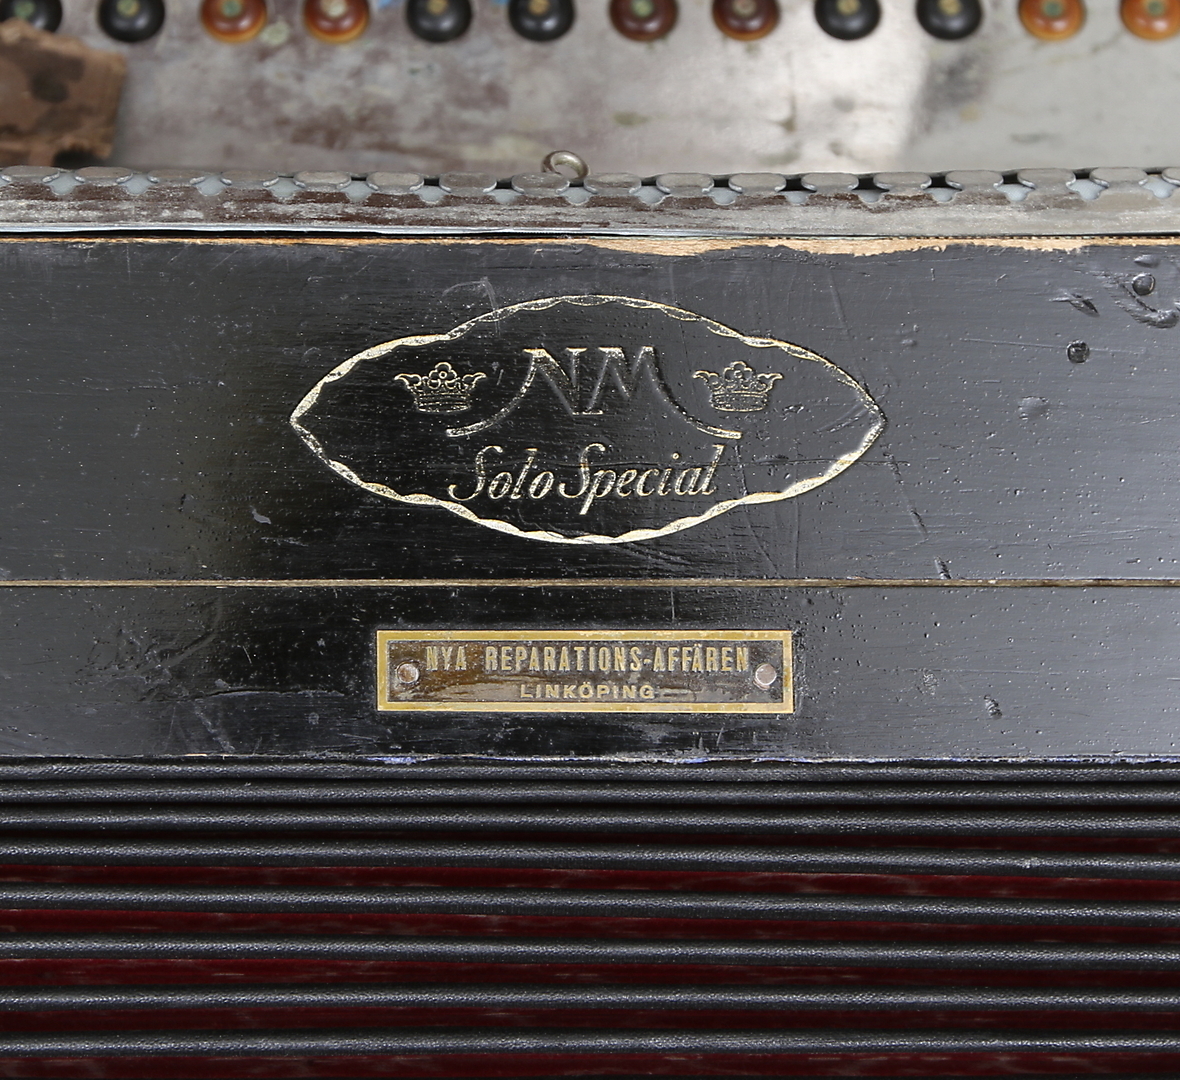 NM
Solo Special
NYA REPARATIONS-AFFÄREN
LINKÖPING